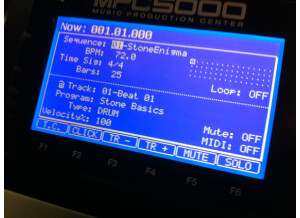 MPC5000
MUSIC PRODUCTION CENTER
Now: 001.01.000
Sequence: 01-StoneEnigma
BPM: 72.0
Time Sig: 4/4
Bars: 25
Loop: OFF
Track: 01-Beat 01
Program: Stone Basics
Type: DRUM
Velocity%: 100
Mute: OFF
MIDI: OFF
T.C. CLICK TR - TR + MUTE SOLO
F1 F2 F3 F4 F5 F6